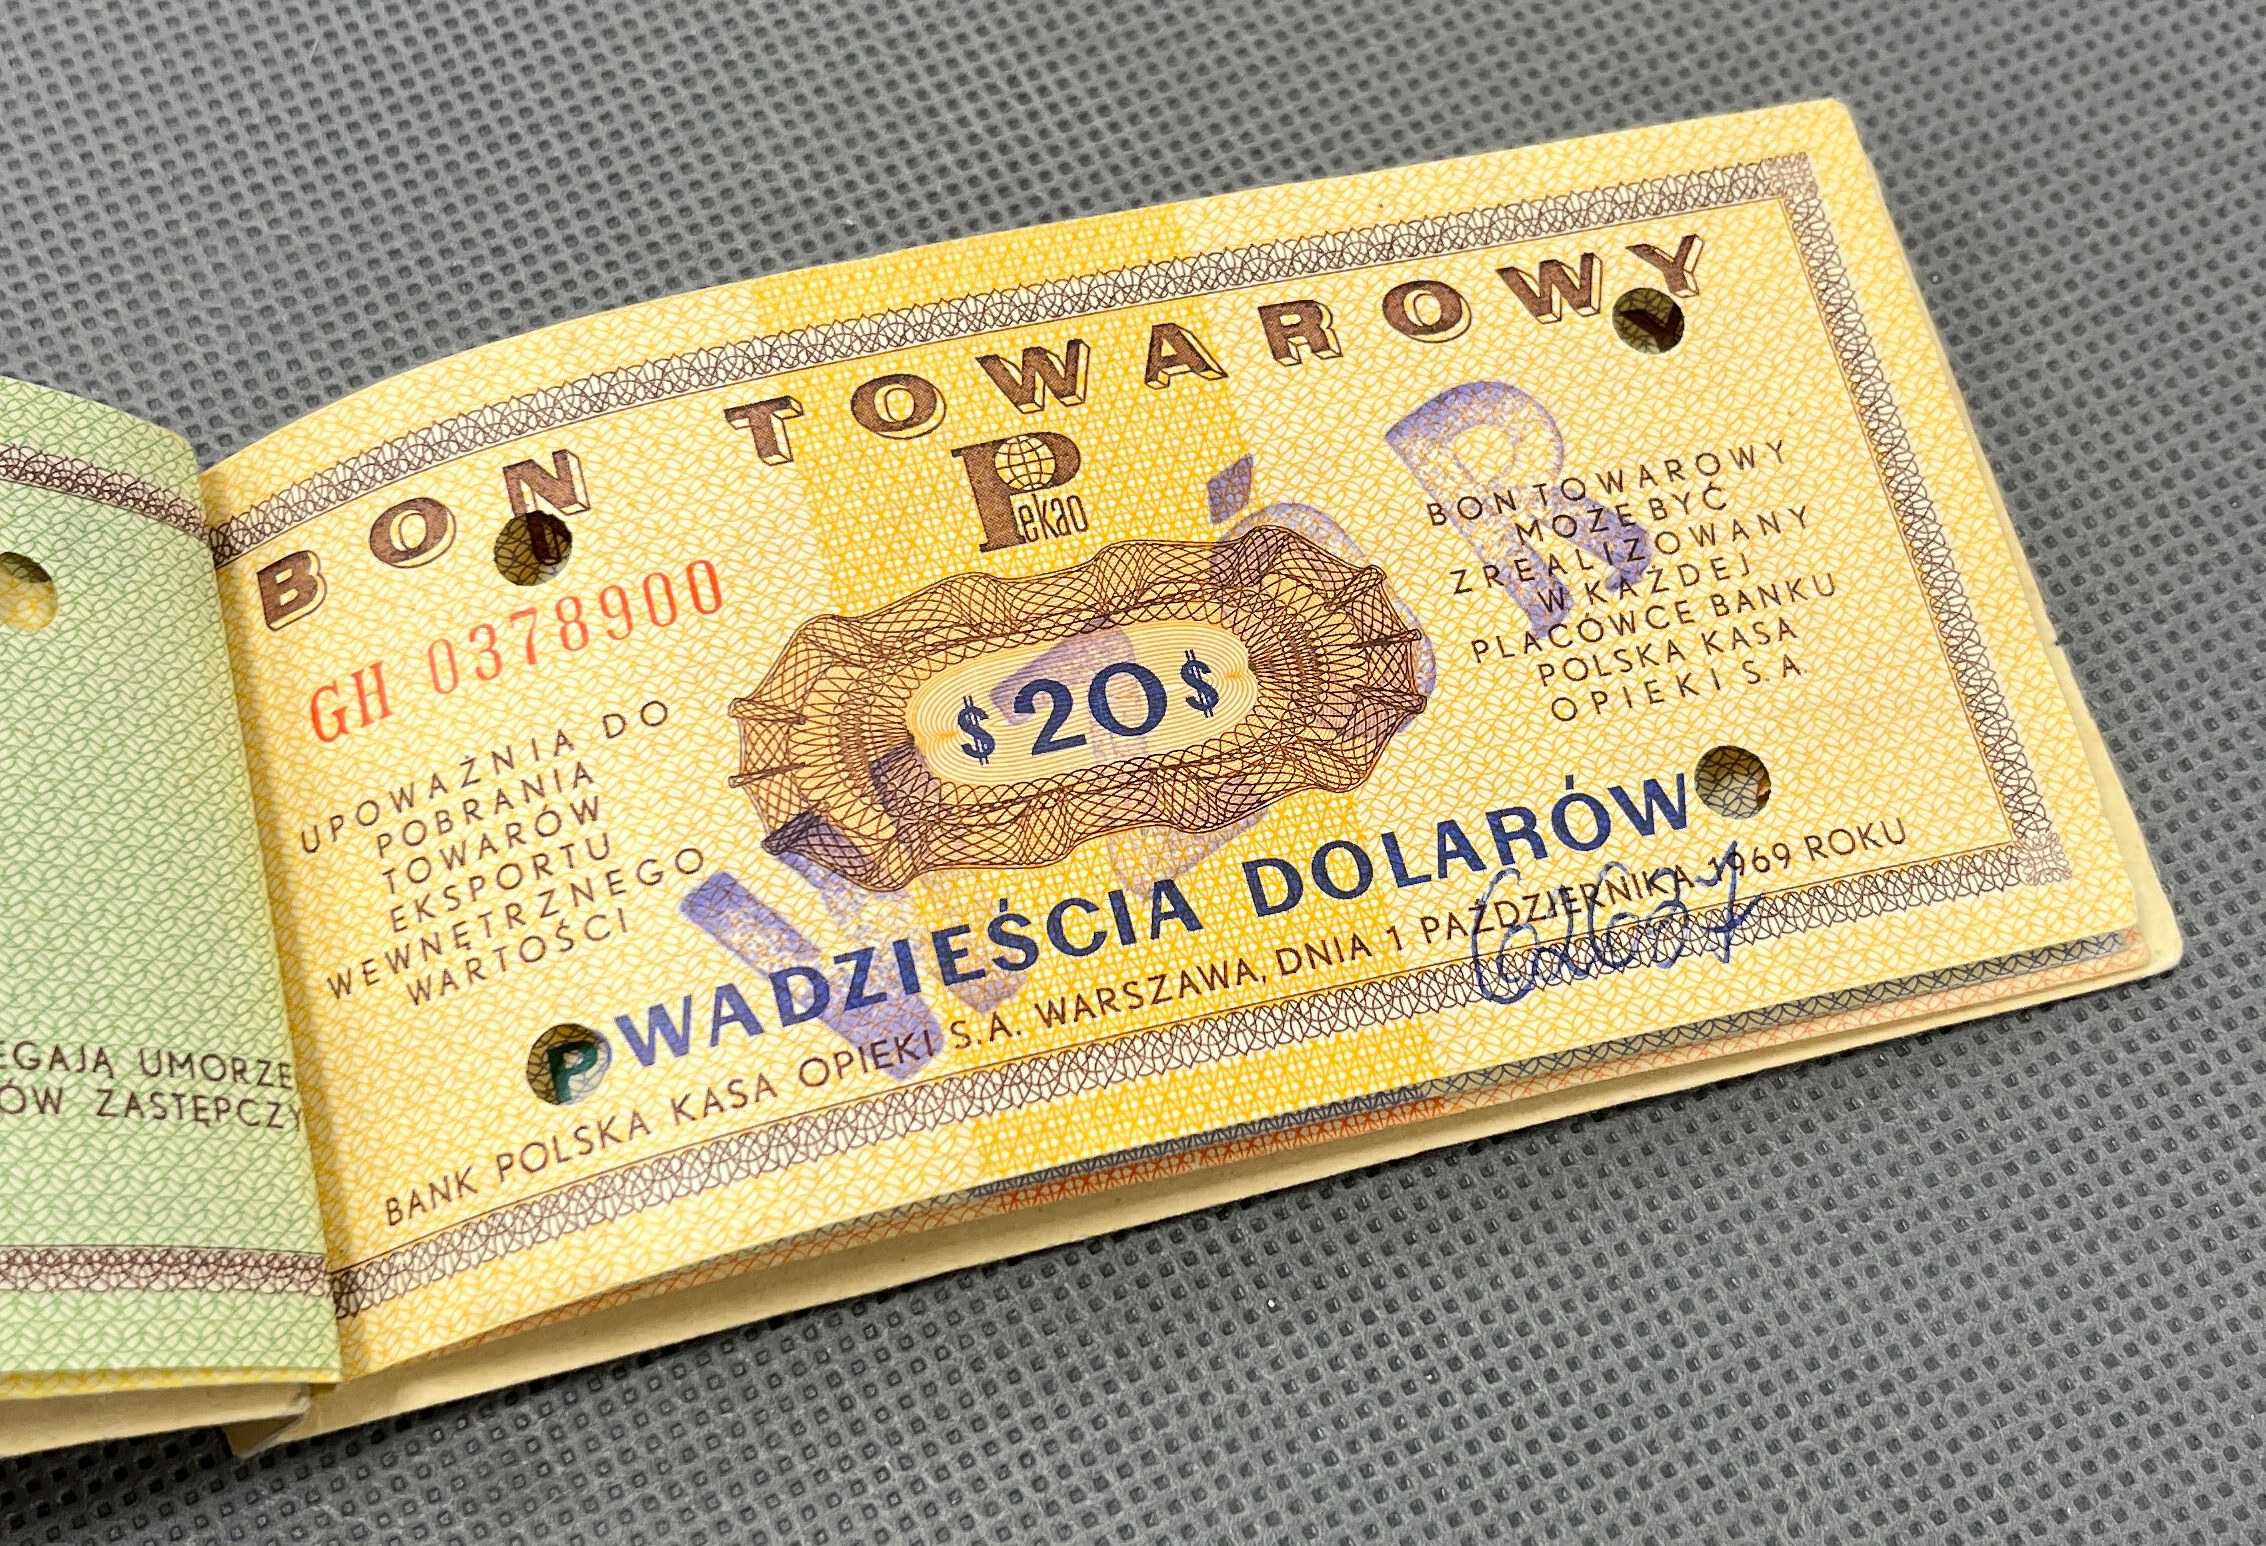 EGAJĄ UMORZE
ÓW ZASTĘPCZY
BON TOWAROWY
Pekao
GH 0378900
UPOWAŻNIA DO
POBRANIA
TOWARÓW
EKSPORTU
WEWNĘTRZNEGO
WARTOŚCI
$20$
WZÓR
BON TOWAROWY
MOŻE BYĆ
ZREALIZOWANY
W KAŻDEJ
PLACÓWCE BANKU
POLSKA KASA
OPIEKI S.A.
DWADZIEŚCIA DOLARÓW
BANK POLSKA KASA OPIEKI S.A. WARSZAWA, DNIA 1 PAŹDZIERNIKA 1969 ROKU